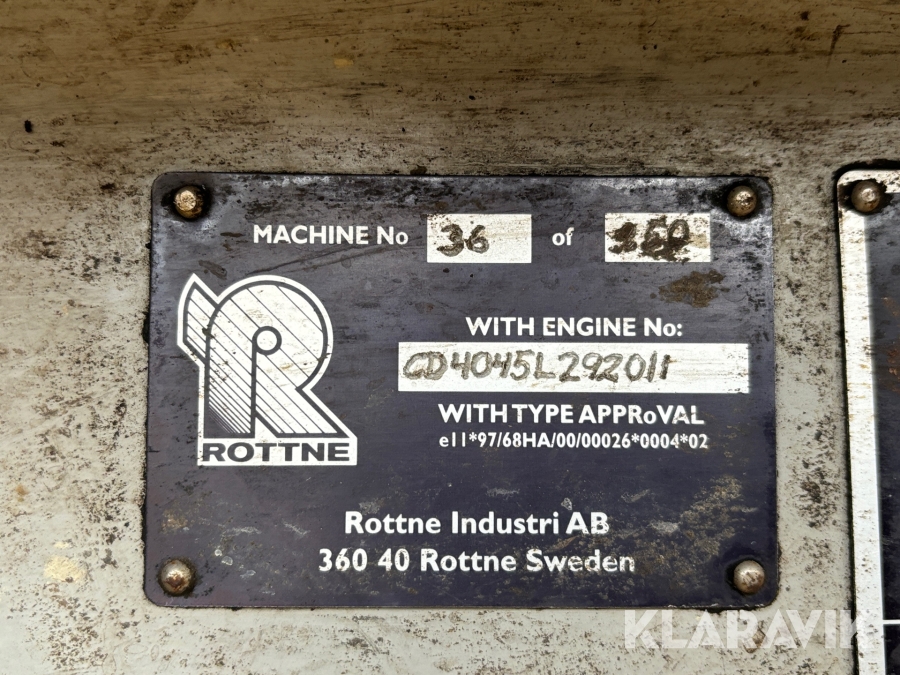 MACHINE No 36 of
WITH ENGINE No:
CD4045L292011
WITH TYPE APPRoVAL
e11*97/68HA/00/00026*0004*02
ROTTNE
Rottne Industri AB
360 40 Rottne Sweden
KLARAVIK